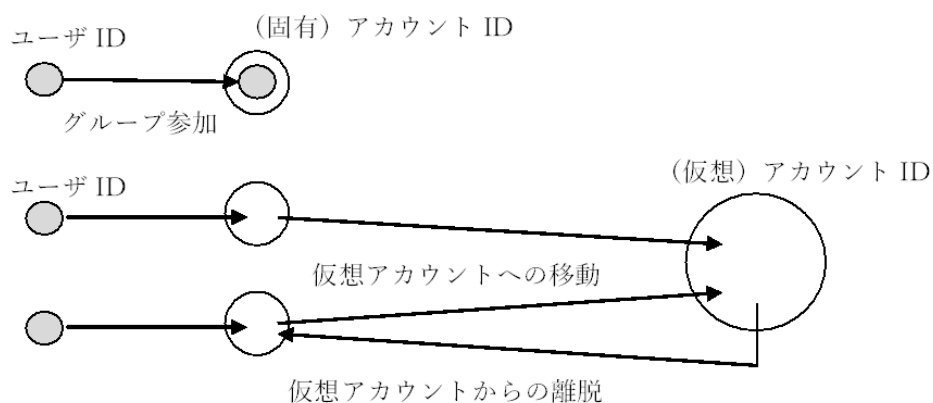 ユーザ ID
（固有）アカウント ID
グループ参加
ユーザ ID
（仮想）アカウント ID
仮想アカウントへの移動
仮想アカウントからの離脱